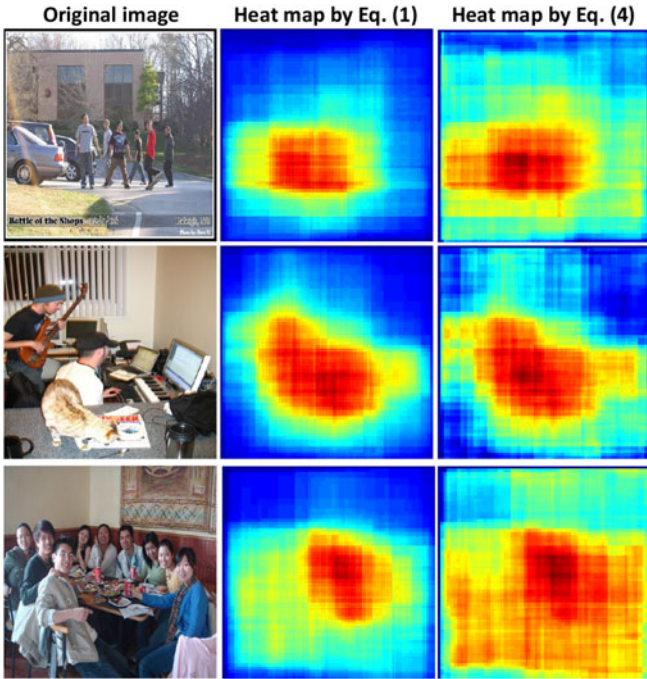 Original image
Heat map by Eq. (1)
Heat map by Eq. (4)
Battle of the Shops